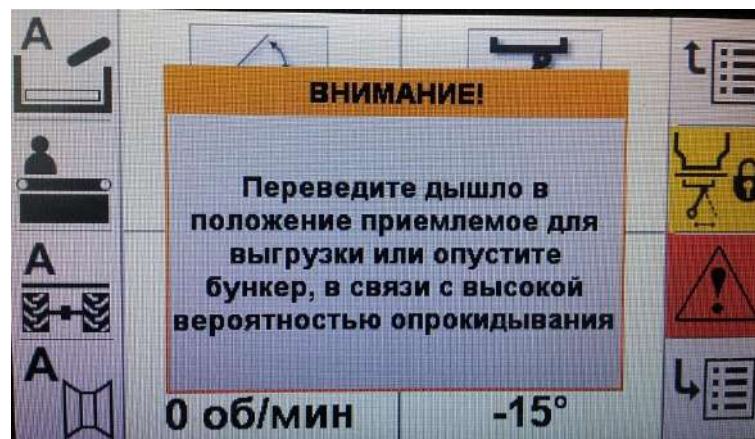 A
ВНИМАНИЕ!
Переведите дышло в
положение приемлемое для
выгрузки или опустите
бункер, в связи с высокой
вероятностью опрокидывания
A
A
0 об/мин
-15°